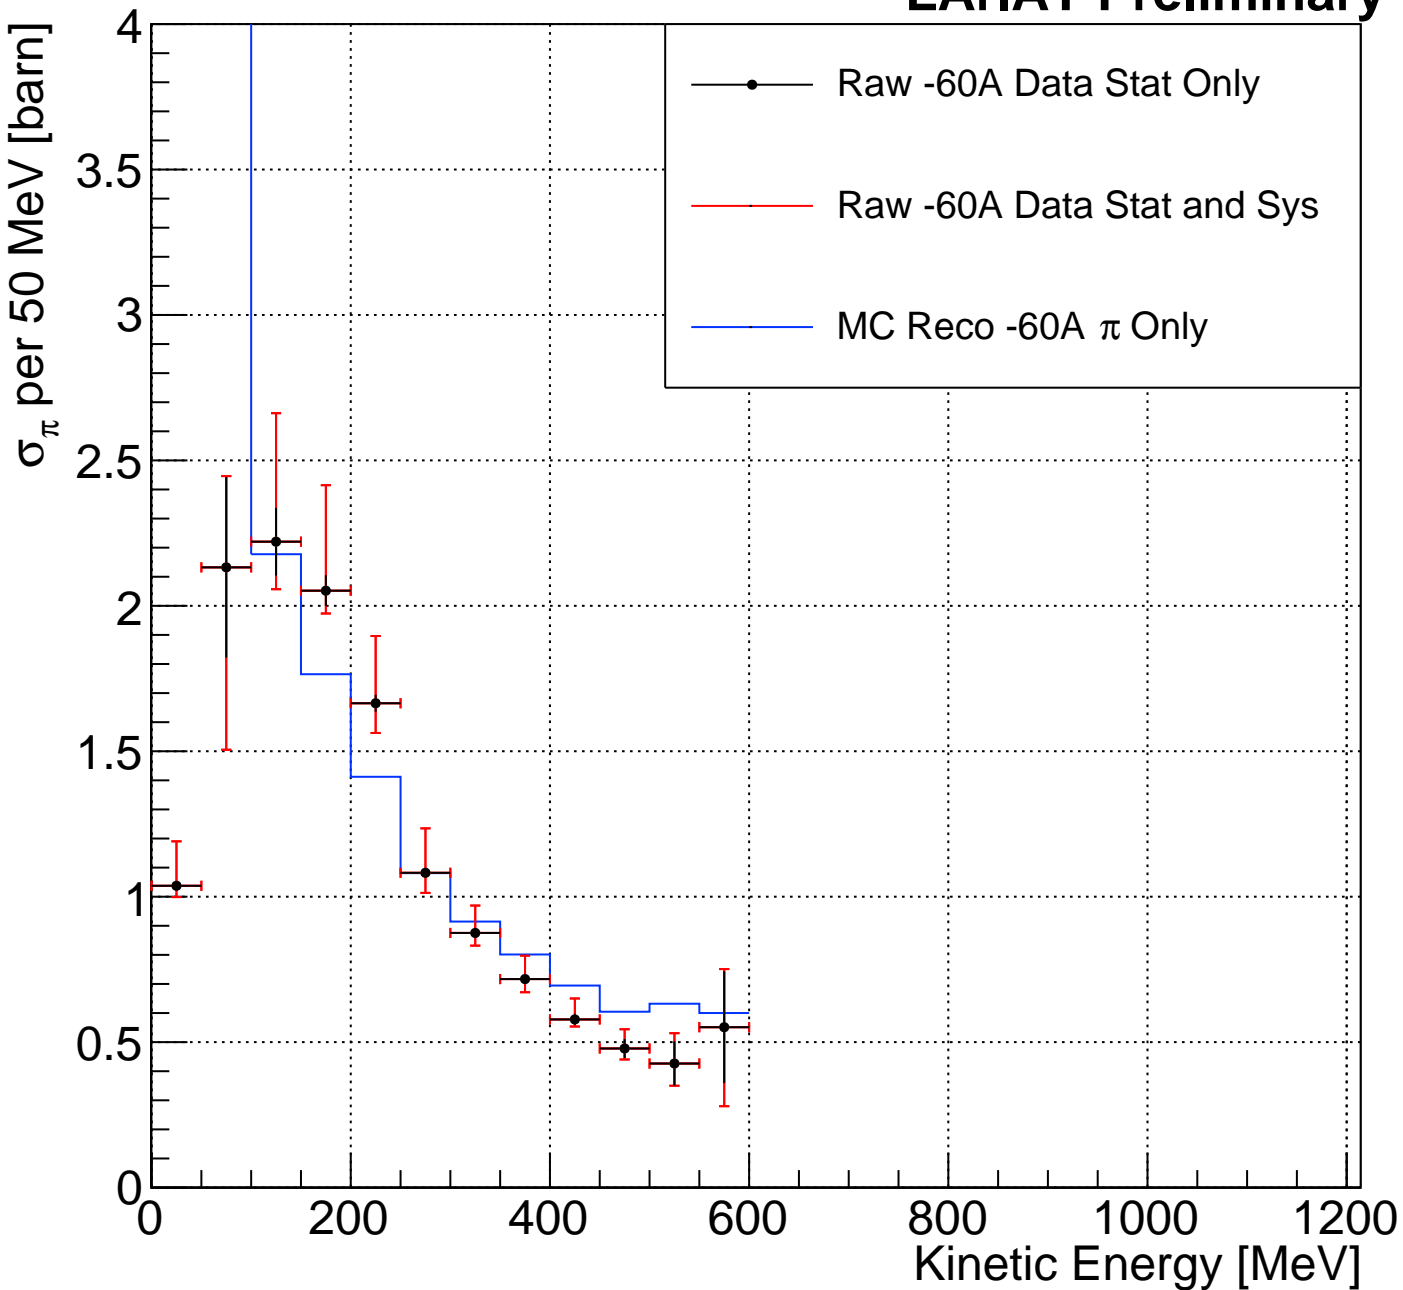 LArIAT Preliminary
σπ per 50 MeV [barn]
4
3.5
3
2.5
2
1.5
1
0.5
0
Raw -60A Data Stat Only
Raw -60A Data Stat and Sys
MC Reco -60A π Only
0 200 400 600 800 1000 1200
Kinetic Energy [MeV]